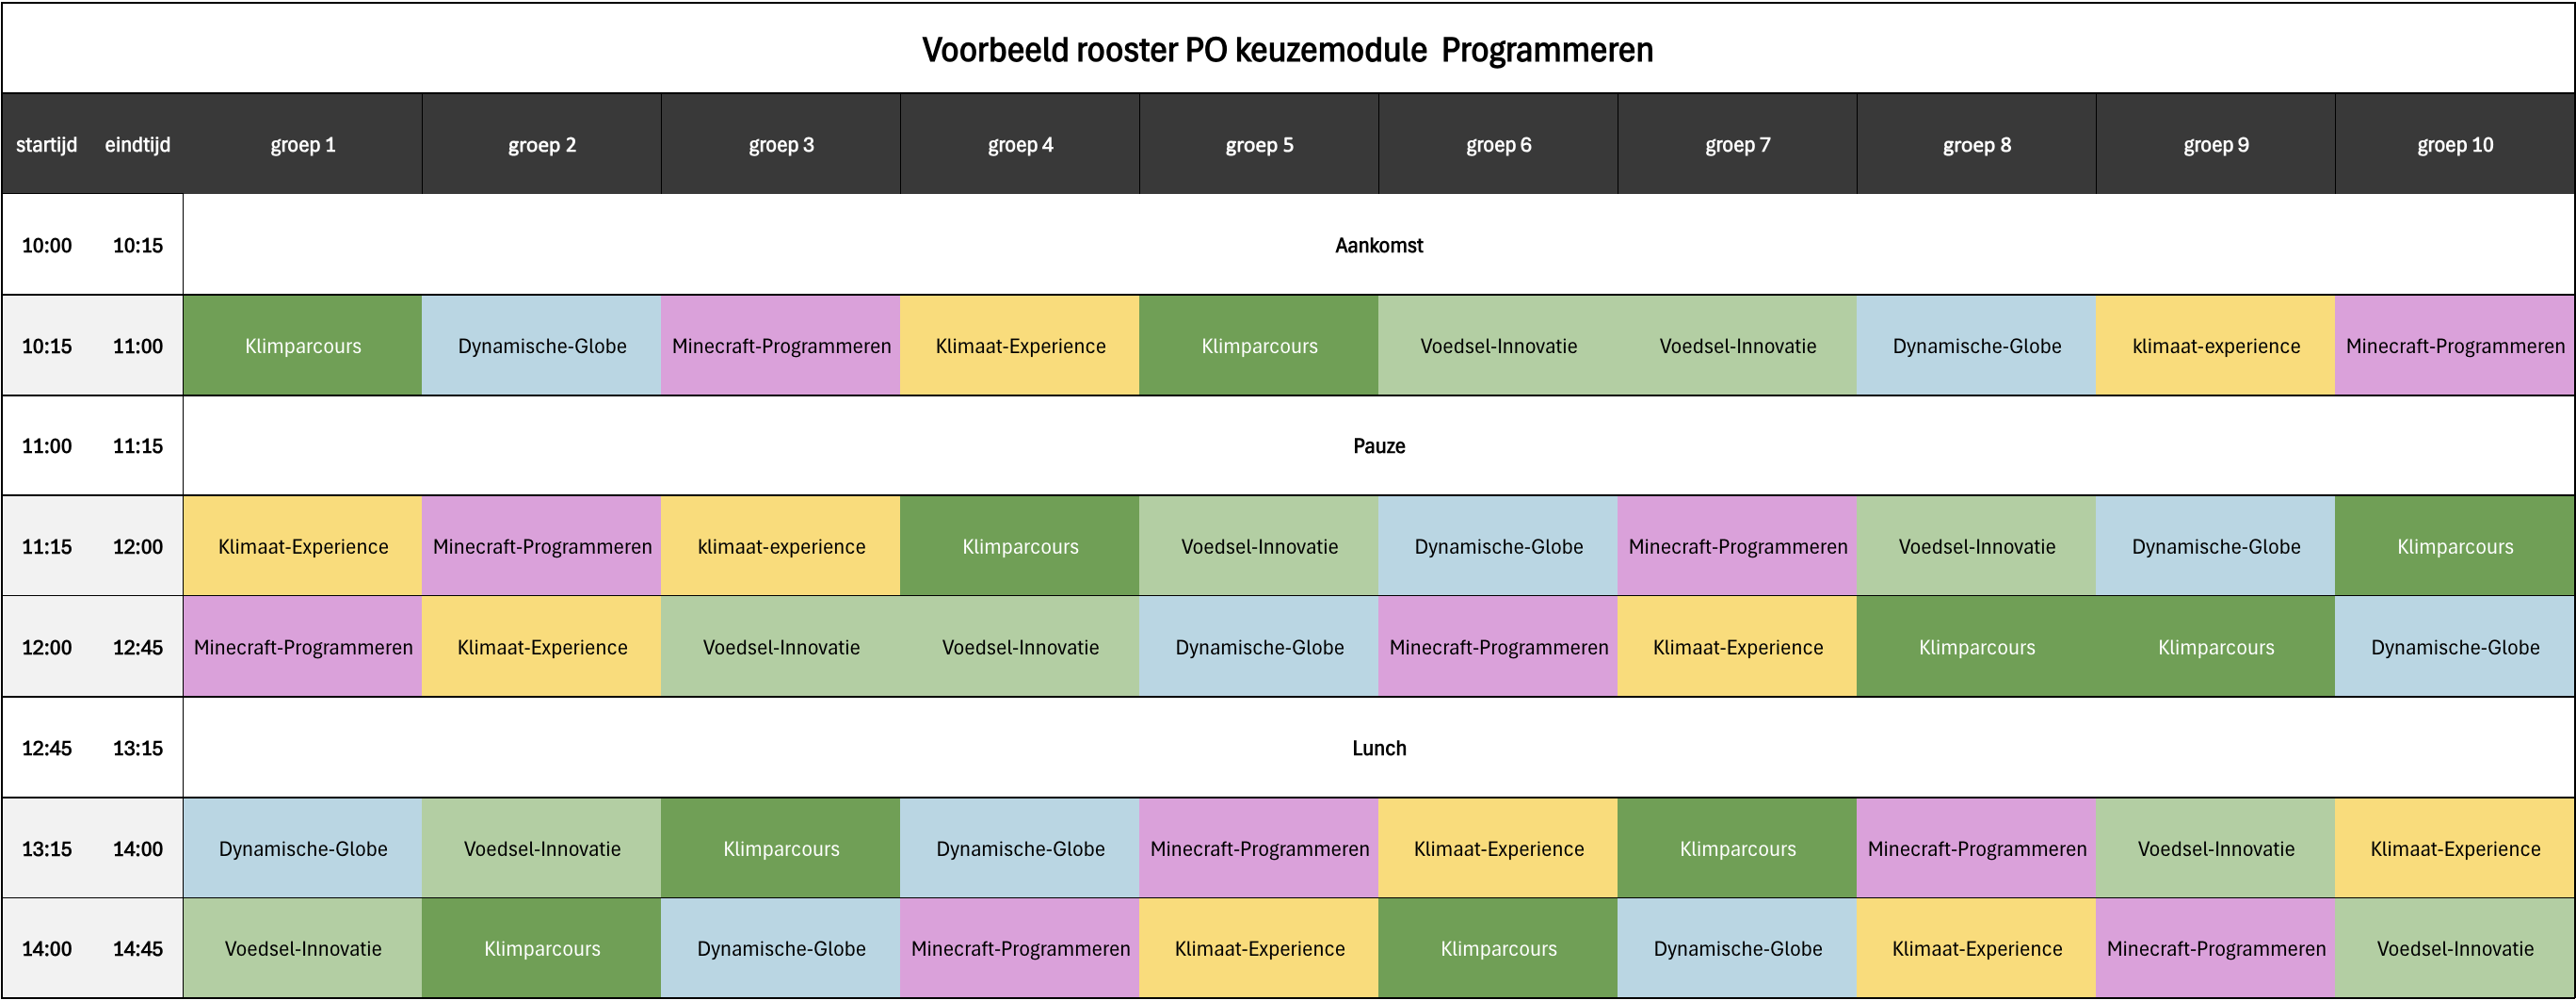 Voorbeeld rooster PO keuzemodule  Programmeren
startijd eindtijd groep 1 groep 2 groep 3 groep 4 groep 5 groep 6 groep 7 groep 8 groep 9 groep 10
10:00 10:15 Aankomst
10:15 11:00 Klimparcours Dynamische-Globe Minecraft-Programmeren Klimaat-Experience Klimparcours Voedsel-Innovatie Voedsel-Innovatie Dynamische-Globe klimaat-experience Minecraft-Programmeren
11:00 11:15 Pauze
11:15 12:00 Klimaat-Experience Minecraft-Programmeren klimaat-experience Klimparcours Voedsel-Innovatie Dynamische-Globe Minecraft-Programmeren Voedsel-Innovatie Dynamische-Globe Klimparcours
12:00 12:45 Minecraft-Programmeren Klimaat-Experience Voedsel-Innovatie Voedsel-Innovatie Dynamische-Globe Minecraft-Programmeren Klimaat-Experience Klimparcours Klimparcours Dynamische-Globe
12:45 13:15 Lunch
13:15 14:00 Dynamische-Globe Voedsel-Innovatie Klimparcours Dynamische-Globe Minecraft-Programmeren Klimaat-Experience Klimparcours Minecraft-Programmeren Voedsel-Innovatie Klimaat-Experience
14:00 14:45 Voedsel-Innovatie Klimparcours Dynamische-Globe Minecraft-Programmeren Klimaat-Experience Klimparcours Dynamische-Globe Klimaat-Experience Minecraft-Programmeren Voedsel-Innovatie